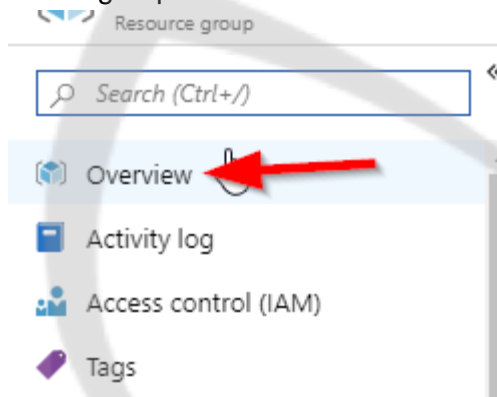 Resource group
Search (Ctrl+/)
Overview
Activity log
Access control (IAM)
Tags